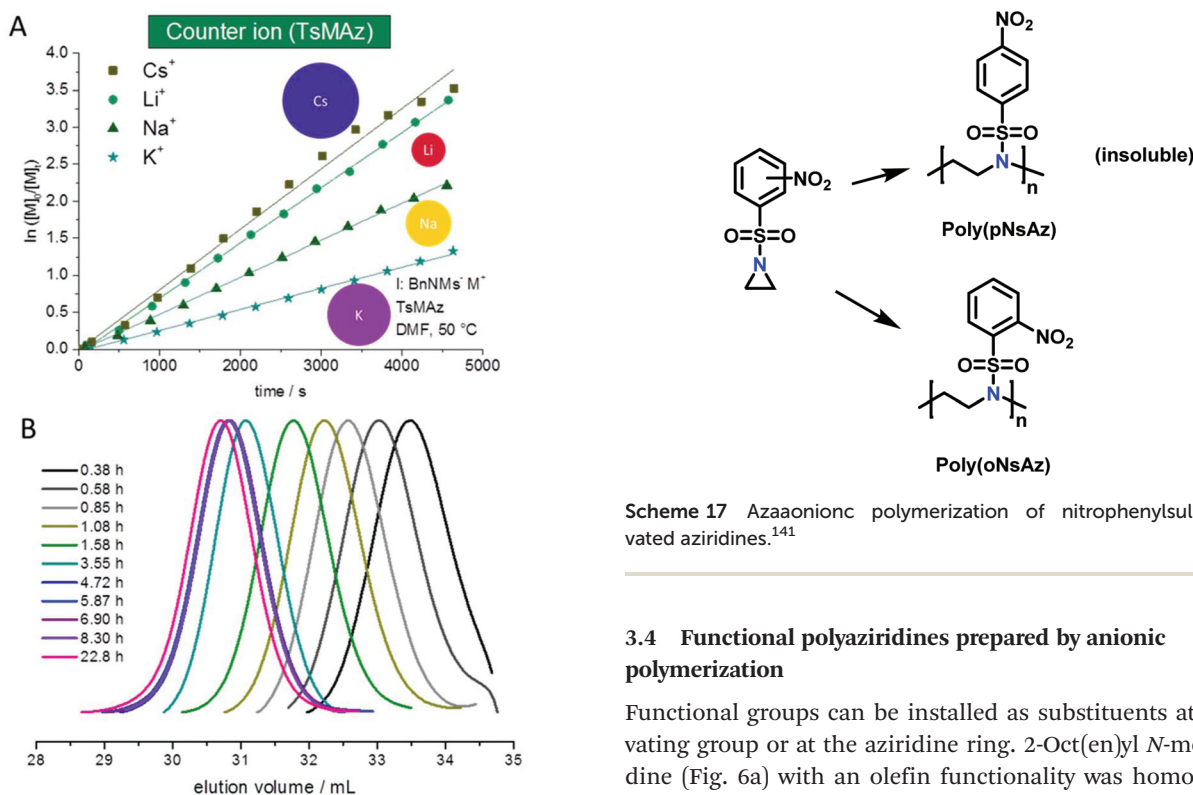 A
Counter ion (TsMAz)
4.0
3.5
3.0
2.5
2.0
1.5
1.0
0.5
0.0
ln ([M]₀/[M]ₜ)
Cs⁺
Li⁺
Na⁺
K⁺
Cs
Li
Na
K
I: BnNMs⁻ M⁺
TsMAz
DMF, 50 °C
0 1000 2000 3000 4000 5000
time / s
B
0.38 h
0.58 h
0.85 h
1.08 h
1.58 h
3.55 h
4.72 h
5.87 h
6.90 h
8.30 h
22.8 h
28 29 30 31 32 33 34 35
elution volume / mL
NO₂
O=S=O
N
n
(insoluble)
Poly(pNsAz)
NO₂
O=S=O
N
NO₂
O=S=O
N
n
Poly(oNsAz)
Scheme 17 Azaaonionc polymerization of nitrophenylsul
vated aziridines.¹⁴¹
3.4 Functional polyaziridines prepared by anionic
polymerization
Functional groups can be installed as substituents at
vating group or at the aziridine ring. 2-Oct(en)yl N-me
dine (Fig. 6a) with an olefin functionality was homo